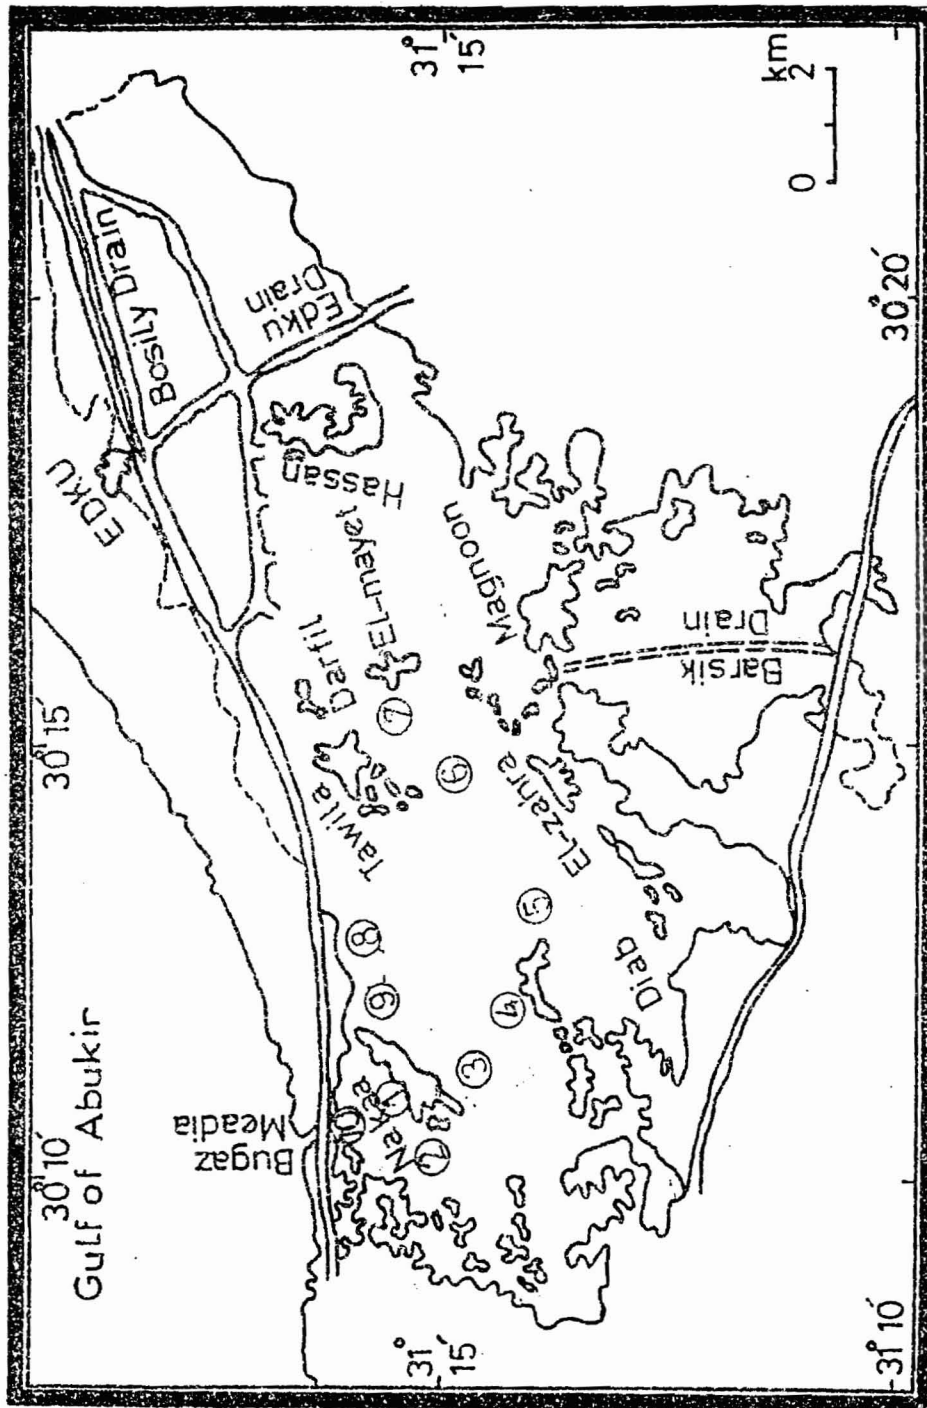 Gulf of Abukir
30° 10′
30° 15′
30° 20′
31° 15′
31° 15′
31° 10′
Bugaz
Meadia
EDKU
Bosily Drain
Edku
Drain
Hassan
EL-mayet
Darfil
Tawila
Nakaa
Magnoon
EL-zahra
Diab
Barsik
Drain
1
2
3
4
5
6
7
8
9
10
km
0 2